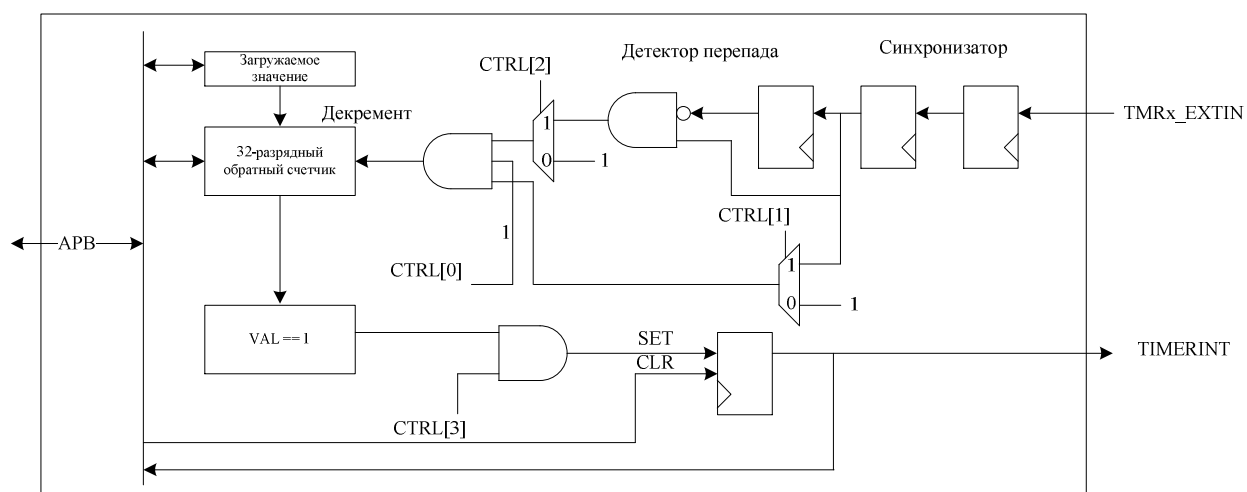 Загружаемое
значение
Детектор перепада
Синхронизатор
CTRL[2]
Декремент
TMRx_EXTIN
1
0
1
32-разрядный
обратный счетчик
CTRL[1]
1
APB
CTRL[0]
1
0
1
VAL == 1
SET
CLR
TIMERINT
CTRL[3]